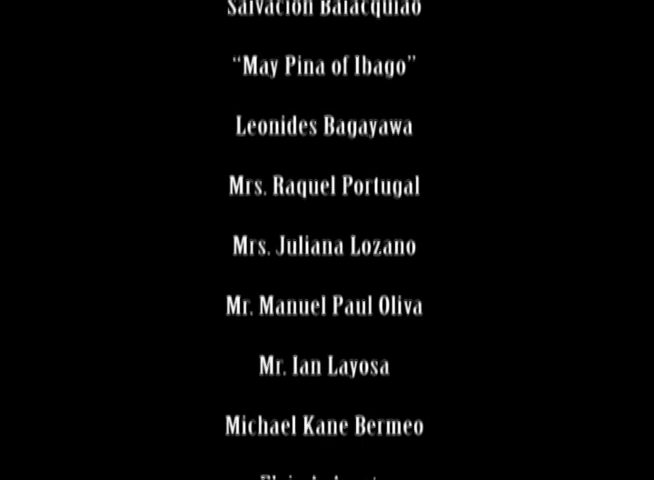 Salvacion Balacquiao
“May Pina of Ibago”
Leonides Bagayawa
Mrs. Raquel Portugal
Mrs. Juliana Lozano
Mr. Manuel Paul Oliva
Mr. Ian Layosa
Michael Kane Bermeo